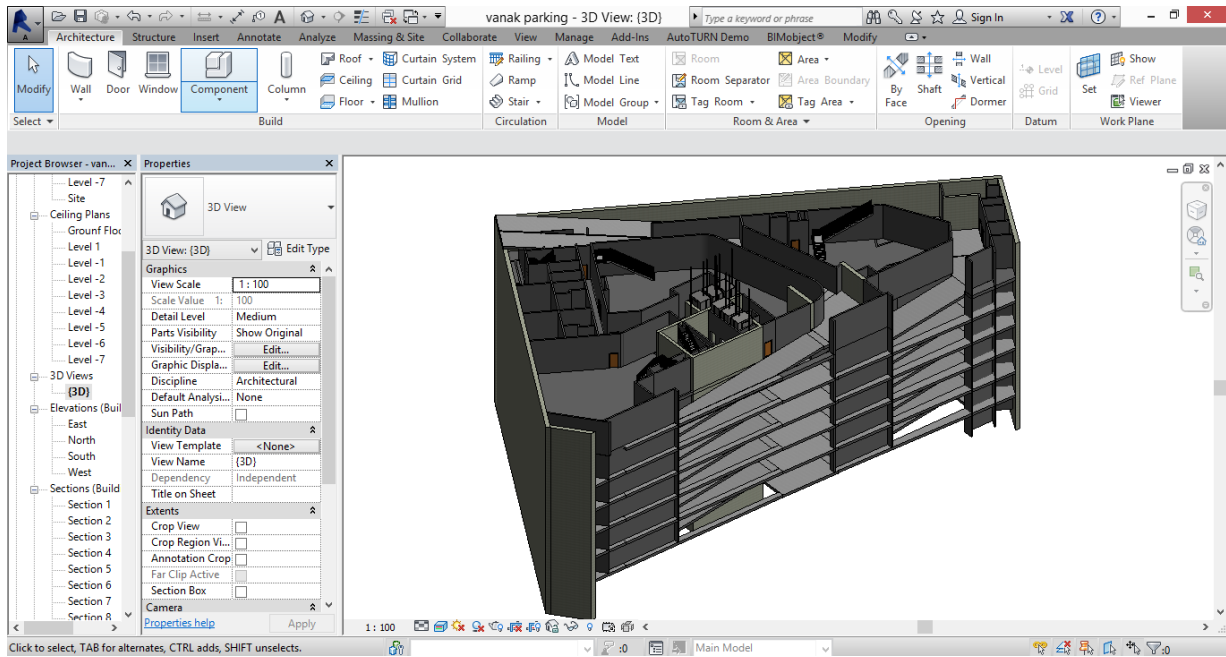 vanak parking - 3D View: {3D}
Type a keyword or phrase
Sign In
Architecture Structure Insert Annotate Analyze Massing & Site Collaborate View Manage Add-Ins AutoTURN Demo BIMobject® Modify
Modify
Wall
Door
Window
Component
Column
Roof
Ceiling
Floor
Curtain System
Curtain Grid
Mullion
Railing
Ramp
Stair
Model Text
Model Line
Model Group
Room
Room Separator
Tag Room
Area
Area Boundary
Tag Area
By
Face
Shaft
Wall
Vertical
Dormer
Level
Grid
Set
Show
Ref Plane
Viewer
Select
Build
Circulation
Model
Room & Area
Opening
Datum
Work Plane
Project Browser - van...
Level -7
Site
Ceiling Plans
Grounf Floo
Level 1
Level -1
Level -2
Level -3
Level -4
Level -5
Level -6
Level -7
3D Views
{3D}
Elevations (Buil
East
North
South
West
Sections (Build
Section 1
Section 2
Section 3
Section 4
Section 5
Section 6
Section 7
Section 8
Properties
3D View
3D View: {3D}
Edit Type
Graphics
View Scale 1 : 100
Scale Value 1: 100
Detail Level Medium
Parts Visibility Show Original
Visibility/Grap... Edit...
Graphic Displa... Edit...
Discipline Architectural
Default Analysi... None
Sun Path
Identity Data
View Template <None>
View Name {3D}
Dependency Independent
Title on Sheet
Extents
Crop View
Crop Region Vi...
Annotation Crop
Far Clip Active
Section Box
Camera
Properties help
Apply
1 : 100
Click to select, TAB for alternates, CTRL adds, SHIFT unselects.
:0
Main Model
:0